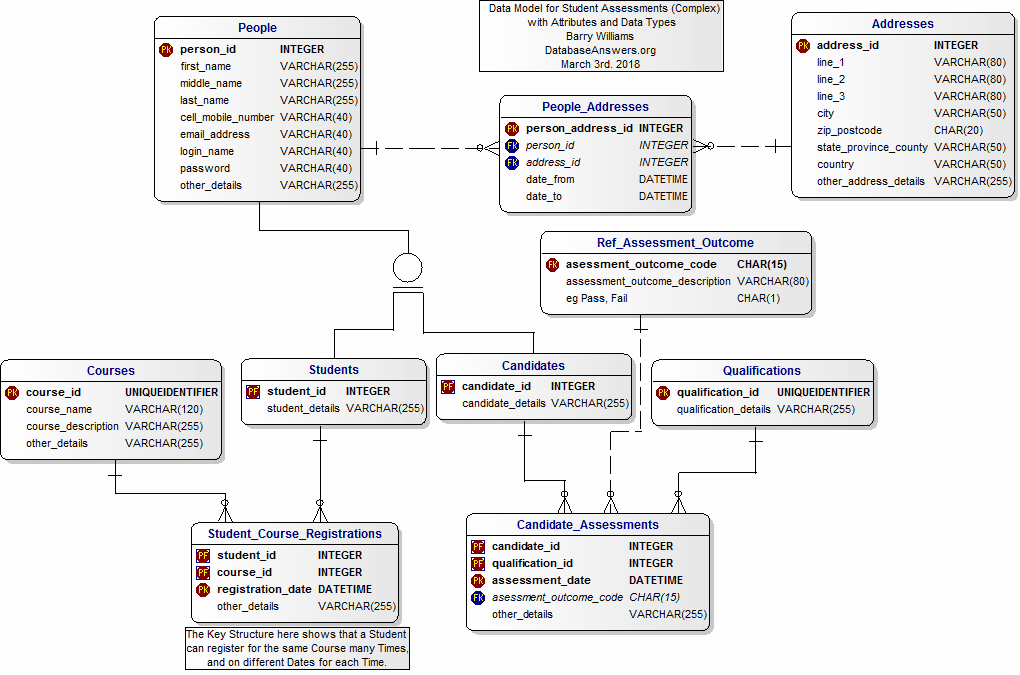 Data Model for Student Assessments (Complex)
with Attributes and Data Types
Barry Williams
DatabaseAnswers.org
March 3rd. 2018
People
PK person_id INTEGER
first_name VARCHAR(255)
middle_name VARCHAR(255)
last_name VARCHAR(255)
cell_mobile_number VARCHAR(40)
email_address VARCHAR(40)
login_name VARCHAR(40)
password VARCHAR(40)
other_details VARCHAR(255)
People_Addresses
PK person_address_id INTEGER
FK person_id INTEGER
FK address_id INTEGER
date_from DATETIME
date_to DATETIME
Addresses
PK address_id INTEGER
line_1 VARCHAR(80)
line_2 VARCHAR(80)
line_3 VARCHAR(80)
city VARCHAR(50)
zip_postcode CHAR(20)
state_province_county VARCHAR(50)
country VARCHAR(50)
other_address_details VARCHAR(255)
Ref_Assessment_Outcome
FK asessment_outcome_code CHAR(15)
assessment_outcome_description VARCHAR(80)
eg Pass, Fail CHAR(1)
Courses
PK course_id UNIQUEIDENTIFIER
course_name VARCHAR(120)
course_description VARCHAR(255)
other_details VARCHAR(255)
Students
PF student_id INTEGER
student_details VARCHAR(255)
Candidates
PF candidate_id INTEGER
candidate_details VARCHAR(255)
Qualifications
PK qualification_id UNIQUEIDENTIFIER
qualification_details VARCHAR(255)
Student_Course_Registrations
PF student_id INTEGER
PF course_id INTEGER
PK registration_date DATETIME
other_details VARCHAR(255)
The Key Structure here shows that a Student
can register for the same Course many Times,
and on different Dates for each Time.
Candidate_Assessments
PF candidate_id INTEGER
PF qualification_id INTEGER
PK assessment_date DATETIME
FK asessment_outcome_code CHAR(15)
other_details VARCHAR(255)